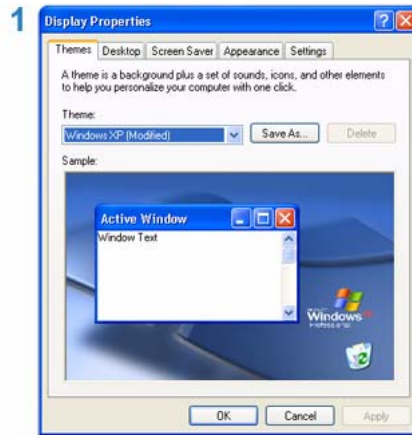 1
Display Properties
Themes Desktop Screen Saver Appearance Settings
A theme is a background plus a set of sounds, icons, and other elements
to help you personalize your computer with one click.
Theme:
Windows XP (Modified) Save As... Delete
Sample:
Active Window
Window Text
Windows
Professional
OK Cancel Apply